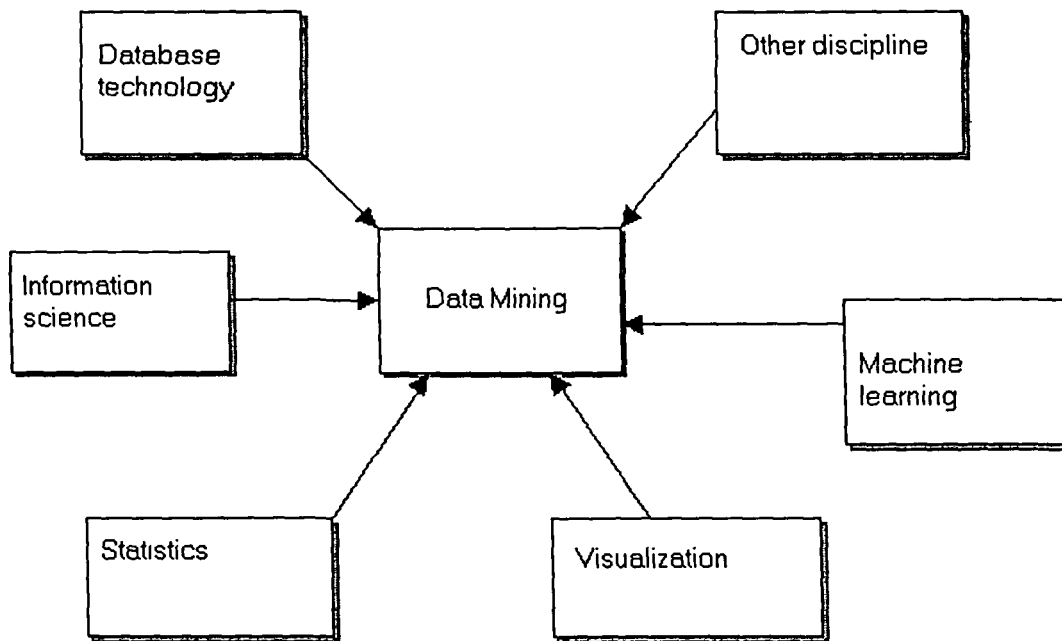 Database
technology
Other discipline
Information
science
Data Mining
Machine
learning
Statistics
Visualization